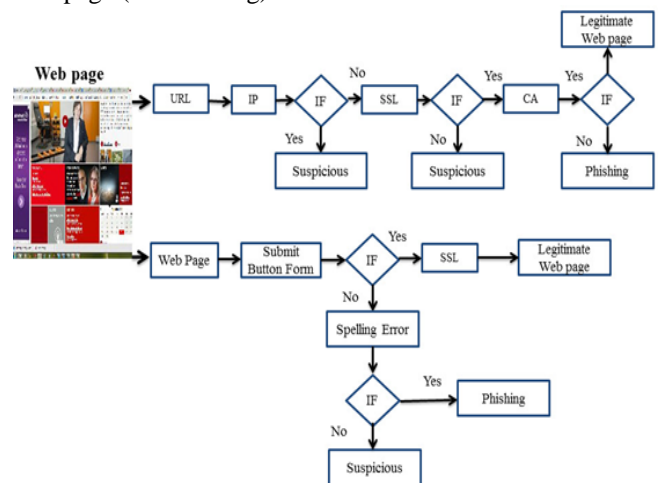 Web page
URL
IP
IF
No
SSL
IF
Yes
CA
Yes
IF
Legitimate
Web page
Yes
Suspicious
No
Suspicious
No
Phishing
Web Page
Submit
Button Form
IF
Yes
SSL
Legitimate
Web page
No
Spelling Error
IF
Yes
Phishing
No
Suspicious